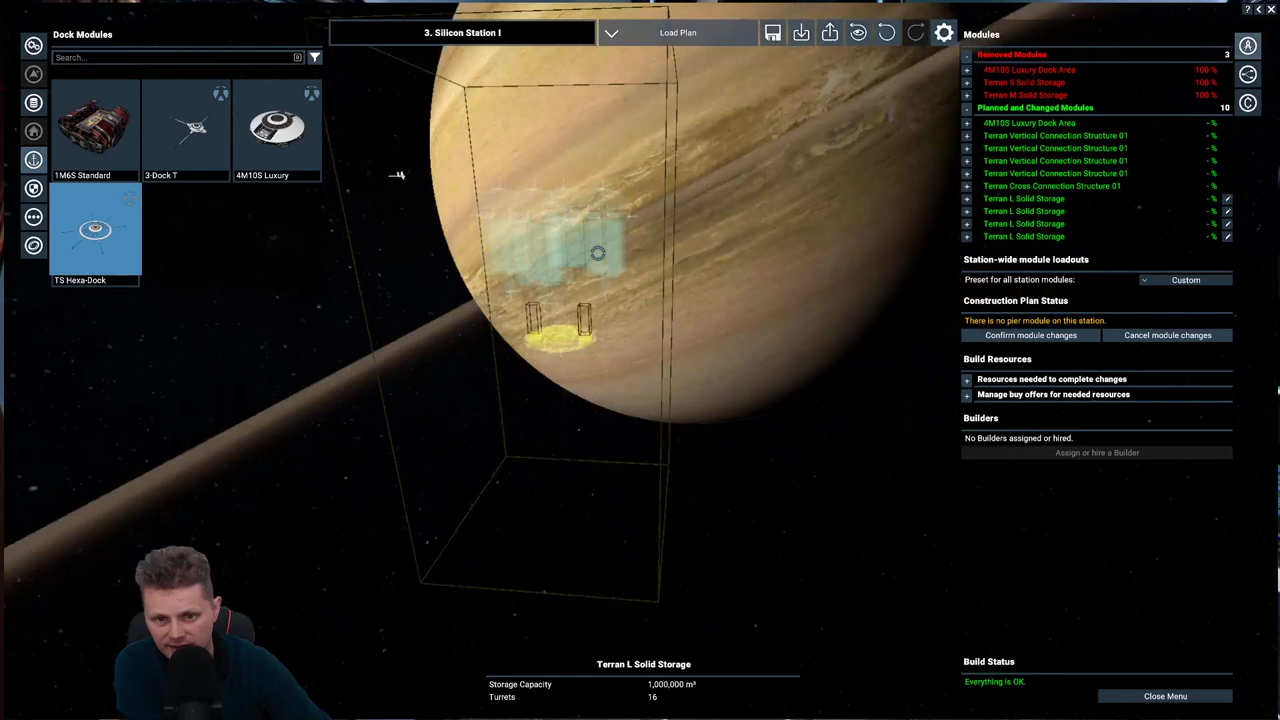 Dock Modules
Search...
1M6S Standard
3-Dock T
4M10S Luxury
TS Hexa-Dock
3. Silicon Station I
Load Plan
Terran L Solid Storage
Storage Capacity 1,000,000 m³
Turrets 16
Modules
Removed Modules 3
4M10S Luxury Dock Area 100 %
Terran S Solid Storage 100 %
Terran M Solid Storage 100 %
Planned and Changed Modules 10
4M10S Luxury Dock Area - %
Terran Vertical Connection Structure 01 - %
Terran Vertical Connection Structure 01 - %
Terran Vertical Connection Structure 01 - %
Terran Vertical Connection Structure 01 - %
Terran Cross Connection Structure 01 - %
Terran L Solid Storage - %
Terran L Solid Storage - %
Terran L Solid Storage - %
Terran L Solid Storage - %
Station-wide module loadouts
Preset for all station modules: Custom
Construction Plan Status
There is no pier module on this station.
Confirm module changes Cancel module changes
Build Resources
Resources needed to complete changes
Manage buy offers for needed resources
Builders
No Builders assigned or hired.
Assign or hire a Builder
Build Status
Everything is OK.
Close Menu